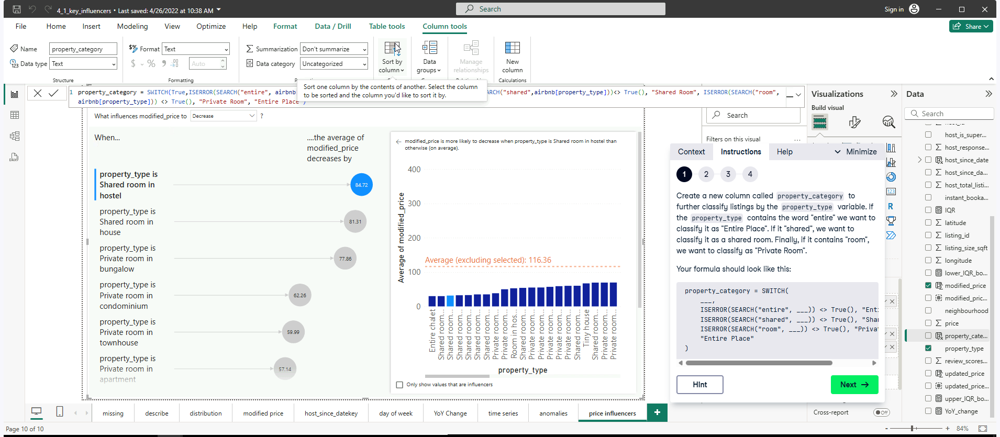 4_1_key_influencers • Last saved: 4/26/2022 at 10:38 AM
Search
Sign in
File Home Insert Modeling View Optimize Help Format Data / Drill Table tools Column tools
Share
Name property_category
Data type Text
Structure
Format Text
$ % Auto
Formatting
Summarization Don't summarize
Data category Uncategorized
Sort by
column
Data
groups
Manage
relationships
New
column
Calculations
Sort one column by the contents of another. Select the column
to be sorted and the column you'd like to sort it by.
1 property_category = SWITCH(True,ISERROR(SEARCH("entire", airbnb
ARCH("shared",airbnb[property_type]))<> True(), "Shared Room", ISERROR(SEARCH("room",
airbnb[property_type])) <> True(), "Private Room", "Entire Place")
What influences modified_price to Decrease ?
When...
....the average of
modified_price
decreases by
property_type is
Shared room in
hostel
84.72
property_type is
Shared room in
house
81.31
property_type is
Private room in
bungalow
77.86
property_type is
Private room in
condominium
62.26
property_type is
Private room in
townhouse
59.99
property_type is
Private room in
apartment
57.14
modified_price is more likely to decrease when property_type is Shared room in hostel than
otherwise (on average).
Average of modified_price
400
300
200
100
0
Average (excluding selected): 116.36
Entire chalet
Shared room...
Shared room...
Shared room...
Shared room...
Shared room...
Shared room...
Private room...
Private room...
Room in hos...
Shared room...
Private room...
Private room...
Private room...
Private room...
Private room...
Shared room...
Tiny house
Shared room...
Private room...
Private room...
property_type
Only show values that are influencers
Search
Filters on this visual ...
Visualizations
Build visual
Cross-report Off
Context Instructions Help Minimize
1 2 3 4
Create a new column called property_category to
further classify listings by the property_type variable. If
the property_type contains the word "entire" we want to
classify it as "Entire Place". If it "shared", we want to
classify it as a shared room. Finally, if it contains "room",
we want to classify as "Private Room".
Your formula should look like this:
property_category = SWITCH(
___,
ISERROR(SEARCH("entire", ___)) <> True(), "Ent
ISERROR(SEARCH("shared", ___)) <> True(), "Sha
ISERROR(SEARCH("room", ___)) <> True(), "Privat
"Entire Place"
)
Hint
Next
Data
Search
host_is_super...
host_response...
host_since_date
host_since_da...
host_total_listi...
instant_booka...
IQR
latitude
listing_id
listing_size_sqft
longitude
lower_IQR_bo...
modified_price
modified_pric...
neighbourhood
price
property_cate...
property_type
review_scores...
updated_price
updated_price...
upper_IQR_bo...
YoY_change
missing describe distribution modified price host_since_datekey day of week YoY Change time series anomalies price influencers
Page 10 of 10
84%